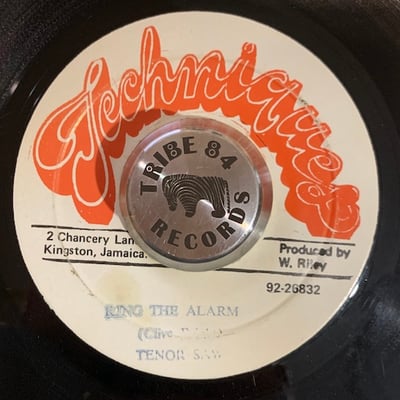 Techniques
TRIBE 84
RECORDS
2 Chancery Lan
Kingston, Jamaica.
Produced by
W. Riley
92-26832
RING THE ALARM
(Clive
TENOR SAW